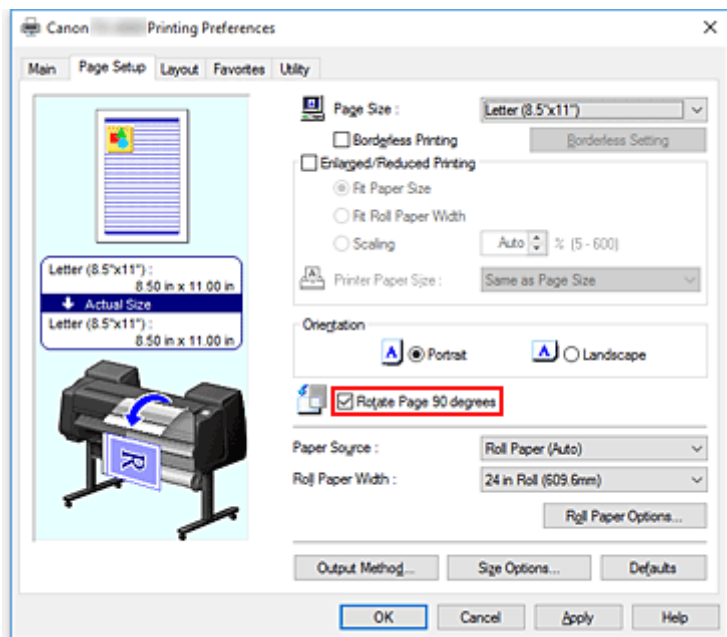 Canon Printing Preferences
Main Page Setup Layout Favorites Utility
Page Size : Letter (8.5"x11")
Borderless Printing Borderless Setting
Enlarged/Reduced Printing
Fit Paper Size
Fit Roll Paper Width
Scaling Auto % (5 - 600)
Printer Paper Size : Same as Page Size
Letter (8.5"x11") :
8.50 in x 11.00 in
Actual Size
Letter (8.5"x11") :
8.50 in x 11.00 in
Orientation
A Portrait A Landscape
Rotate Page 90 degrees
R
Paper Source : Roll Paper (Auto)
Roll Paper Width : 24 in Roll (609.6mm)
Roll Paper Options...
Output Method... Size Options... Defaults
OK Cancel Apply Help